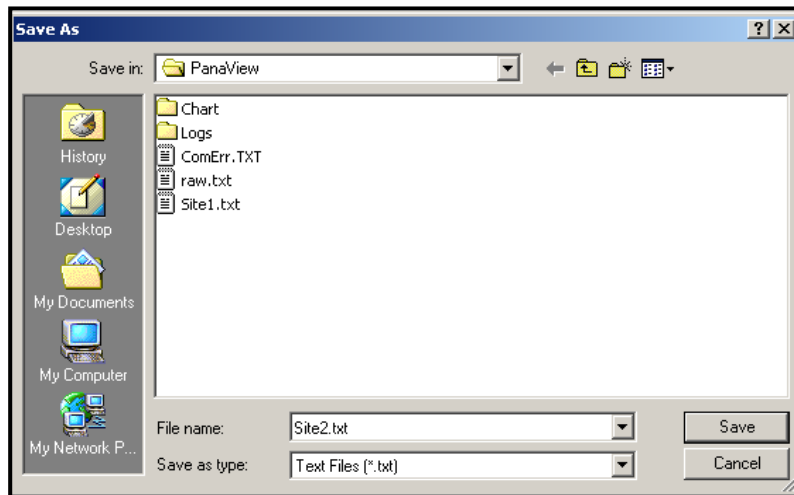 Save As
Save in: PanaView
History
Desktop
My Documents
My Computer
My Network P...
Chart
Logs
ComErr.TXT
raw.txt
Site1.txt
File name: Site2.txt Save
Save as type: Text Files (*.txt) Cancel